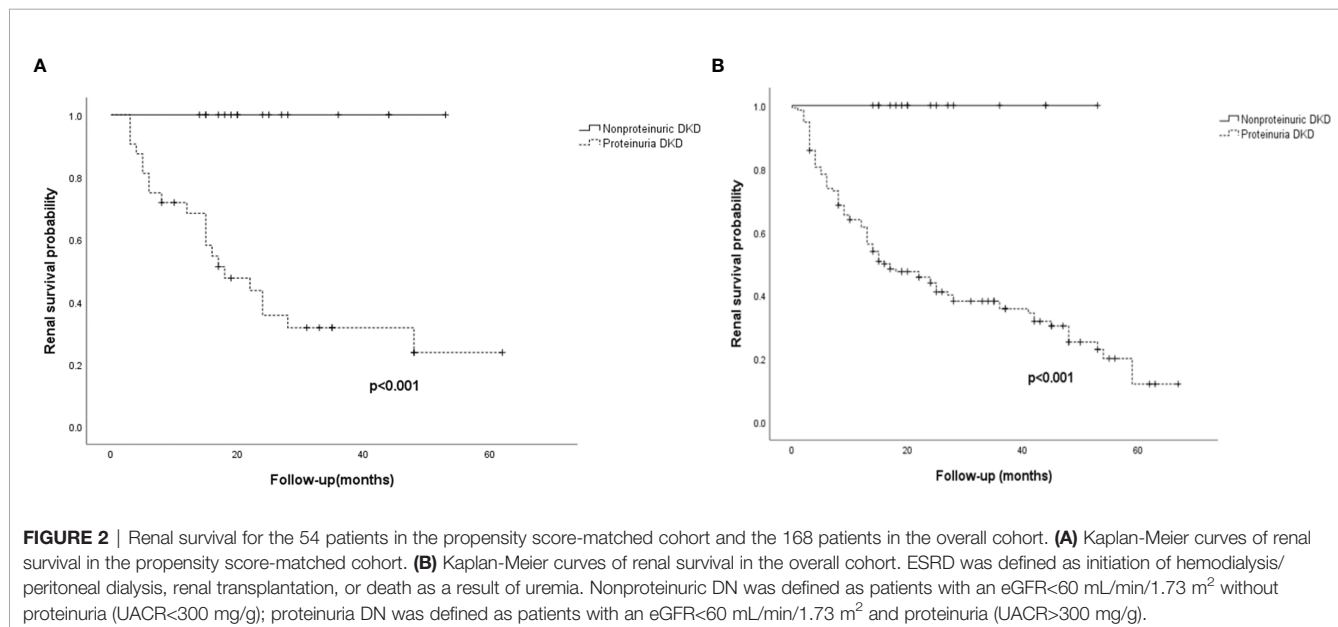 A
1.0
0.8
0.6
0.4
0.2
0.0
Renal survival probability
0
20
40
60
Follow-up(months)
Nonproteinuric DKD
Proteinuria DKD
p<0.001
B
1.0
0.8
0.6
0.4
0.2
0.0
Renal survival probability
0
20
40
60
Follow-up (months)
Nonproteinuric DKD
Proteinuria DKD
p<0.001
FIGURE 2 | Renal survival for the 54 patients in the propensity score-matched cohort and the 168 patients in the overall cohort. (A) Kaplan-Meier curves of renal
survival in the propensity score-matched cohort. (B) Kaplan-Meier curves of renal survival in the overall cohort. ESRD was defined as initiation of hemodialysis/
peritoneal dialysis, renal transplantation, or death as a result of uremia. Nonproteinuric DN was defined as patients with an eGFR<60 mL/min/1.73 m² without
proteinuria (UACR<300 mg/g); proteinuria DN was defined as patients with an eGFR<60 mL/min/1.73 m² and proteinuria (UACR>300 mg/g).